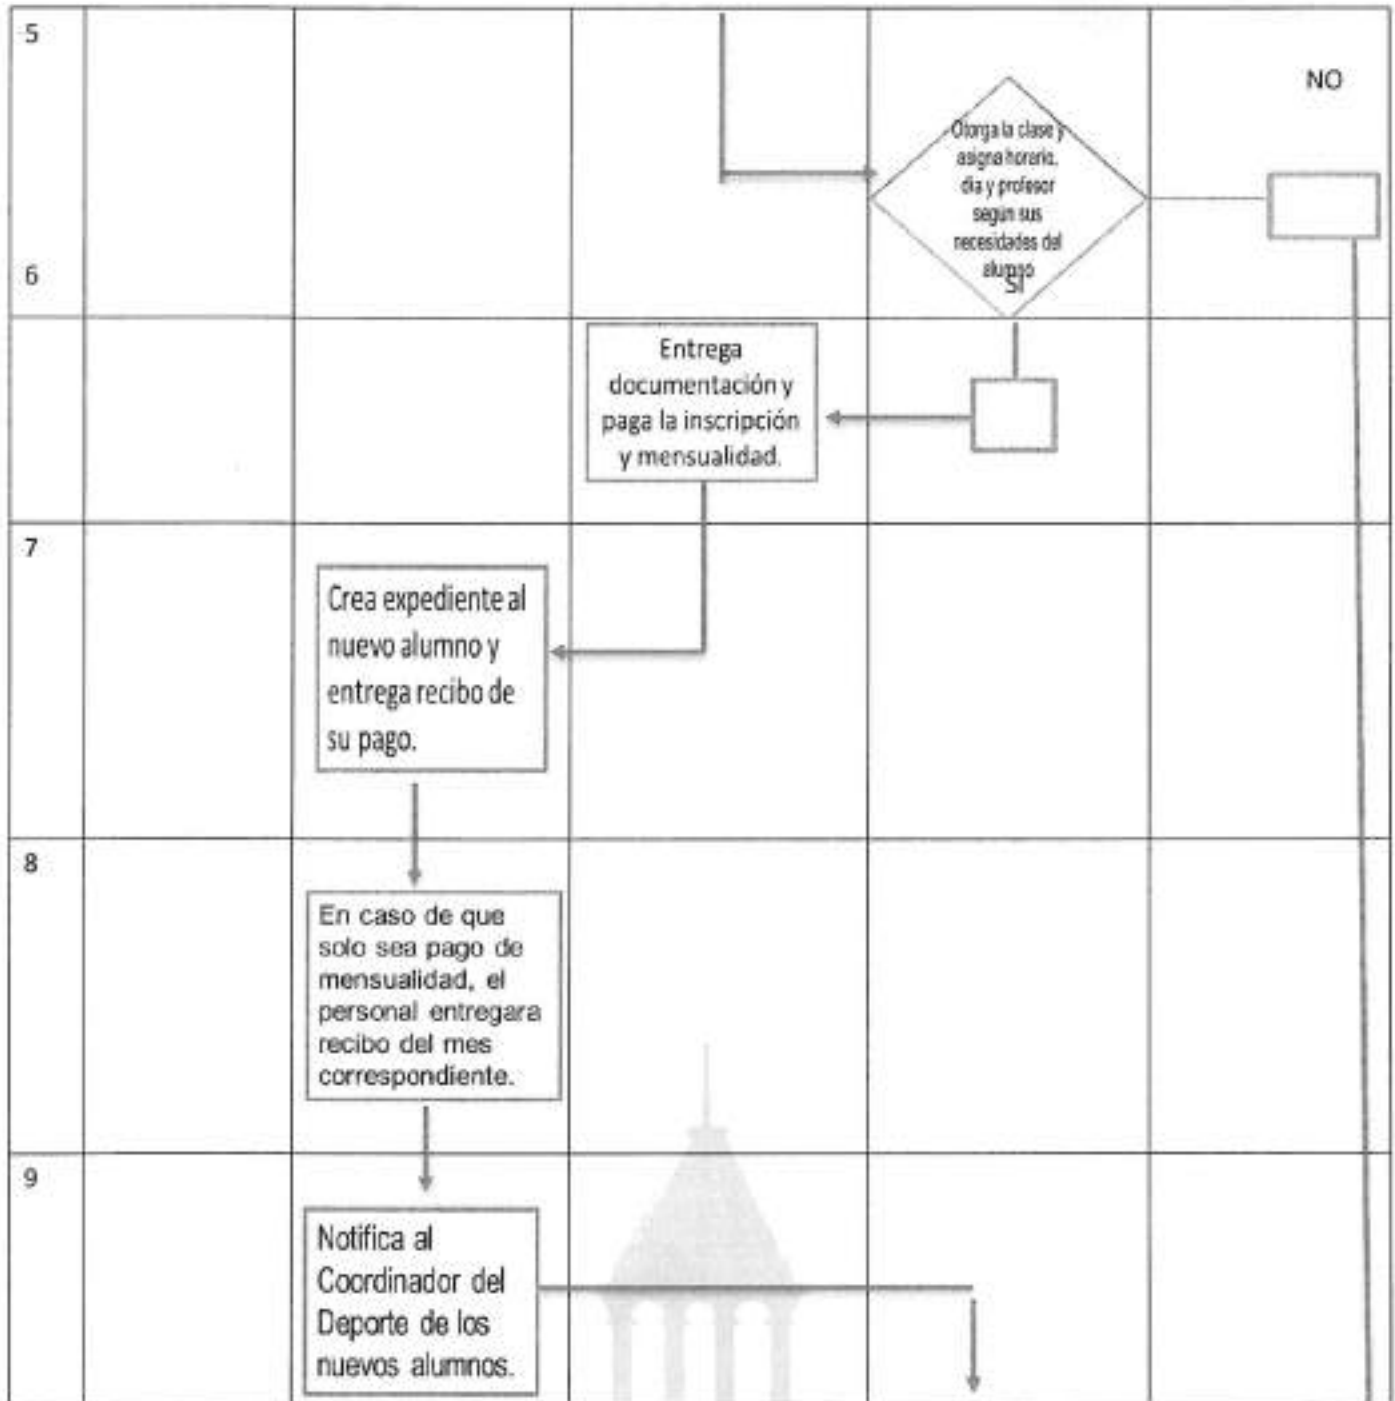 5
NO
Otorga la clase y
asigna horario,
dia y profesor
según sus
necesidades del
alumno
SI
6
Entrega
documentación y
paga la inscripción
y mensualidad.
7
Crea expediente al
nuevo alumno y
entrega recibo de
su pago.
8
En caso de que
solo sea pago de
mensualidad, el
personal entregara
recibo del mes
correspondiente.
9
Notifica al
Coordinador del
Deporte de los
nuevos alumnos.